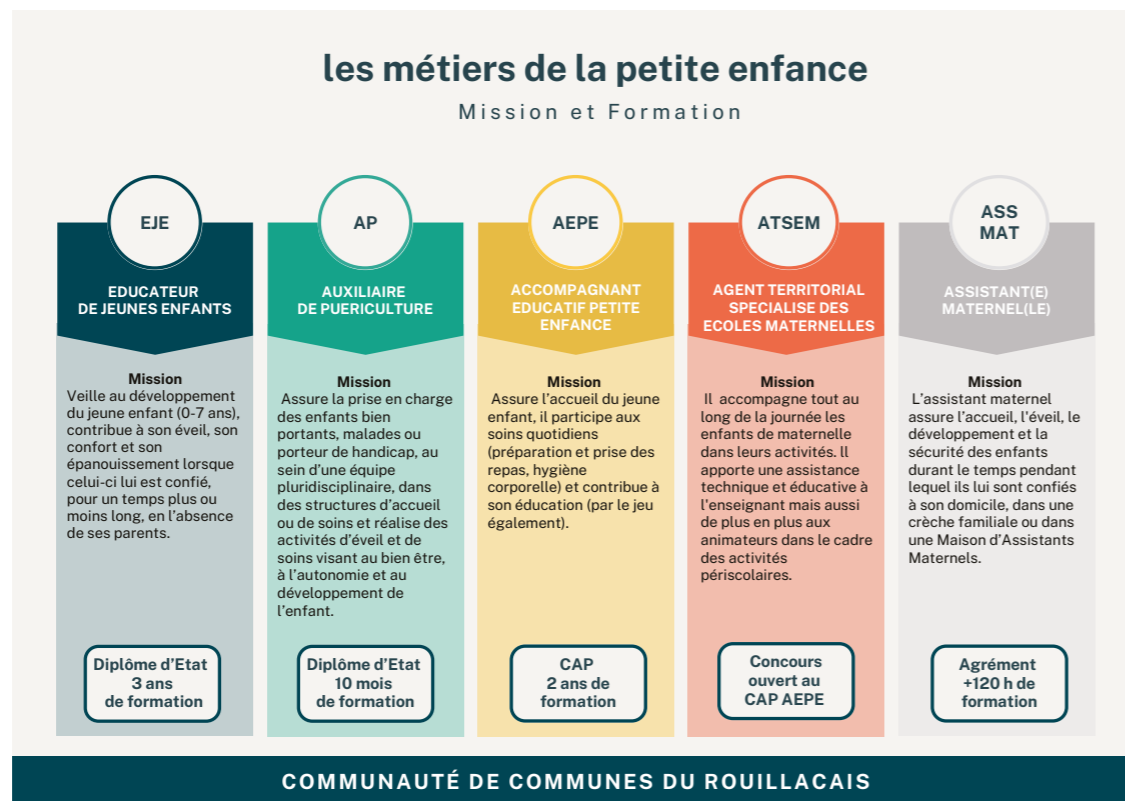 les métiers de la petite enfance
Mission et Formation
EJE
EDUCATEUR
DE JEUNES ENFANTS
Mission
Veille au développement
du jeune enfant (0-7 ans),
contribue à son éveil, son
confort et son
épanouissement lorsque
celui-ci lui est confié,
pour un temps plus ou
moins long, en l'absence
de ses parents.
Diplôme d'Etat
3 ans
de formation
AP
AUXILIAIRE
DE PUERICULTURE
Mission
Assure la prise en charge
des enfants bien
portants, malades ou
porteur de handicap, au
sein d'une équipe
pluridisciplinaire, dans
des structures d'accueil
ou de soins et réalise des
activités d'éveil et de
soins visant au bien être,
à l'autonomie et au
développement de
l'enfant.
Diplôme d'Etat
10 mois
de formation
AEPE
ACCOMPAGNANT
EDUCATIF PETITE
ENFANCE
Mission
Assure l'accueil du jeune
enfant, il participe aux
soins quotidiens
(préparation et prise des
repas, hygiène
corporelle) et contribue à
son éducation (par le jeu
également).
CAP
2 ans de
formation
ATSEM
AGENT TERRITORIAL
SPECIALISE DES
ECOLES MATERNELLES
Mission
Il accompagne tout au
long de la journée les
enfants de maternelle
dans leurs activités. Il
apporte une assistance
technique et éducative à
l'enseignant mais aussi
de plus en plus aux
animateurs dans le cadre
des activités
périscolaires.
Concours
ouvert au
CAP AEPE
ASS
MAT
ASSISTANT(E)
MATERNEL(LE)
Mission
L'assistant maternel
assure l'accueil, l'éveil, le
développement et la
sécurité des enfants
durant le temps pendant
lequel ils lui sont confiés
à son domicile, dans une
crèche familiale ou dans
une Maison d'Assistants
Maternels.
Agrément
+120 h de
formation
COMMUNAUTÉ DE COMMUNES DU ROUILLACAIS